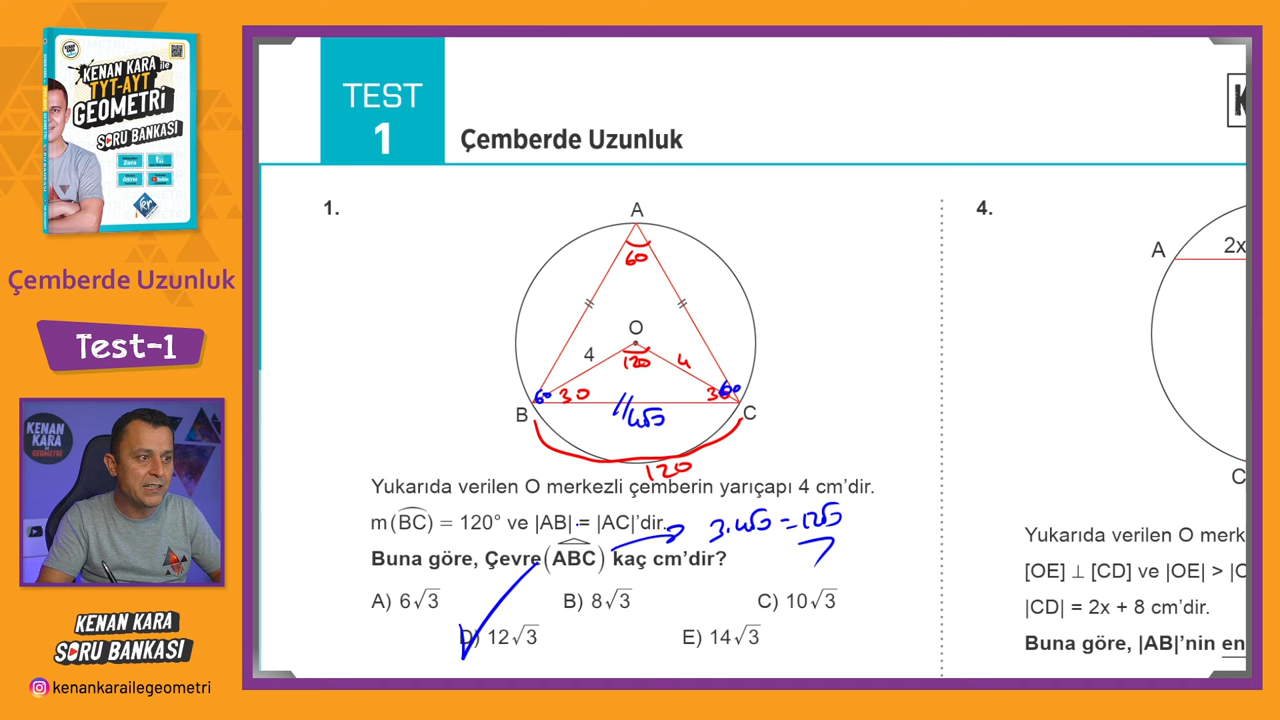 KENAN KARA ile
TYT-AYT
GEOMETRİ
SORU BANKASI
Çemberde Uzunluk
Test-1
KENAN
KARA
GEOMETRİ
KENAN KARA
SORU BANKASI
kenankarailegeometri
TEST
1
Çemberde Uzunluk
K
1.
A
60
O
4
120
4
60
30
30
60
B
4√3
C
120
Yukarıda verilen O merkezli çemberin yarıçapı 4 cm'dir.
m(BC) = 120° ve |AB| = |AC|'dir.
3.4√3 = 12√3
Buna göre, Çevre(ABC) kaç cm'dir?
A) 6√3
B) 8√3
C) 10√3
D) 12√3
E) 14√3
4.
A
2x
C
Yukarıda verilen O merk
[OE] ⊥ [CD] ve |OE| > |O
|CD| = 2x + 8 cm'dir.
Buna göre, |AB|'nin en